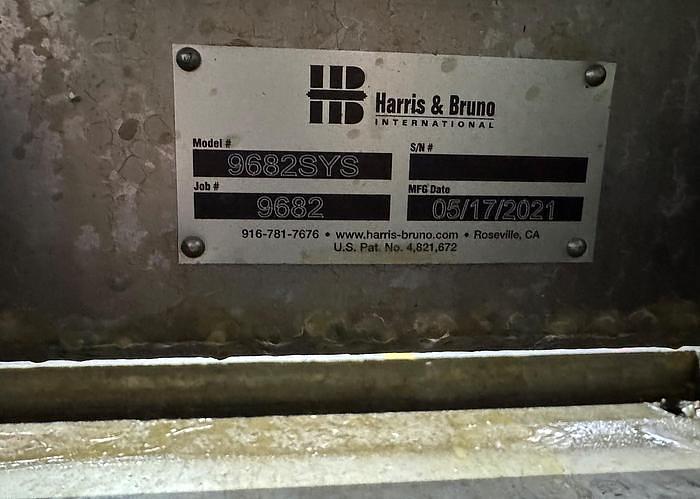 HB
Harris & Bruno
INTERNATIONAL
Model # S/N #
9682SYS
Job # MFG Date
9682 05/17/2021
916-781-7676 • www.harris-bruno.com • Roseville, CA
U.S. Pat. No. 4,821,672